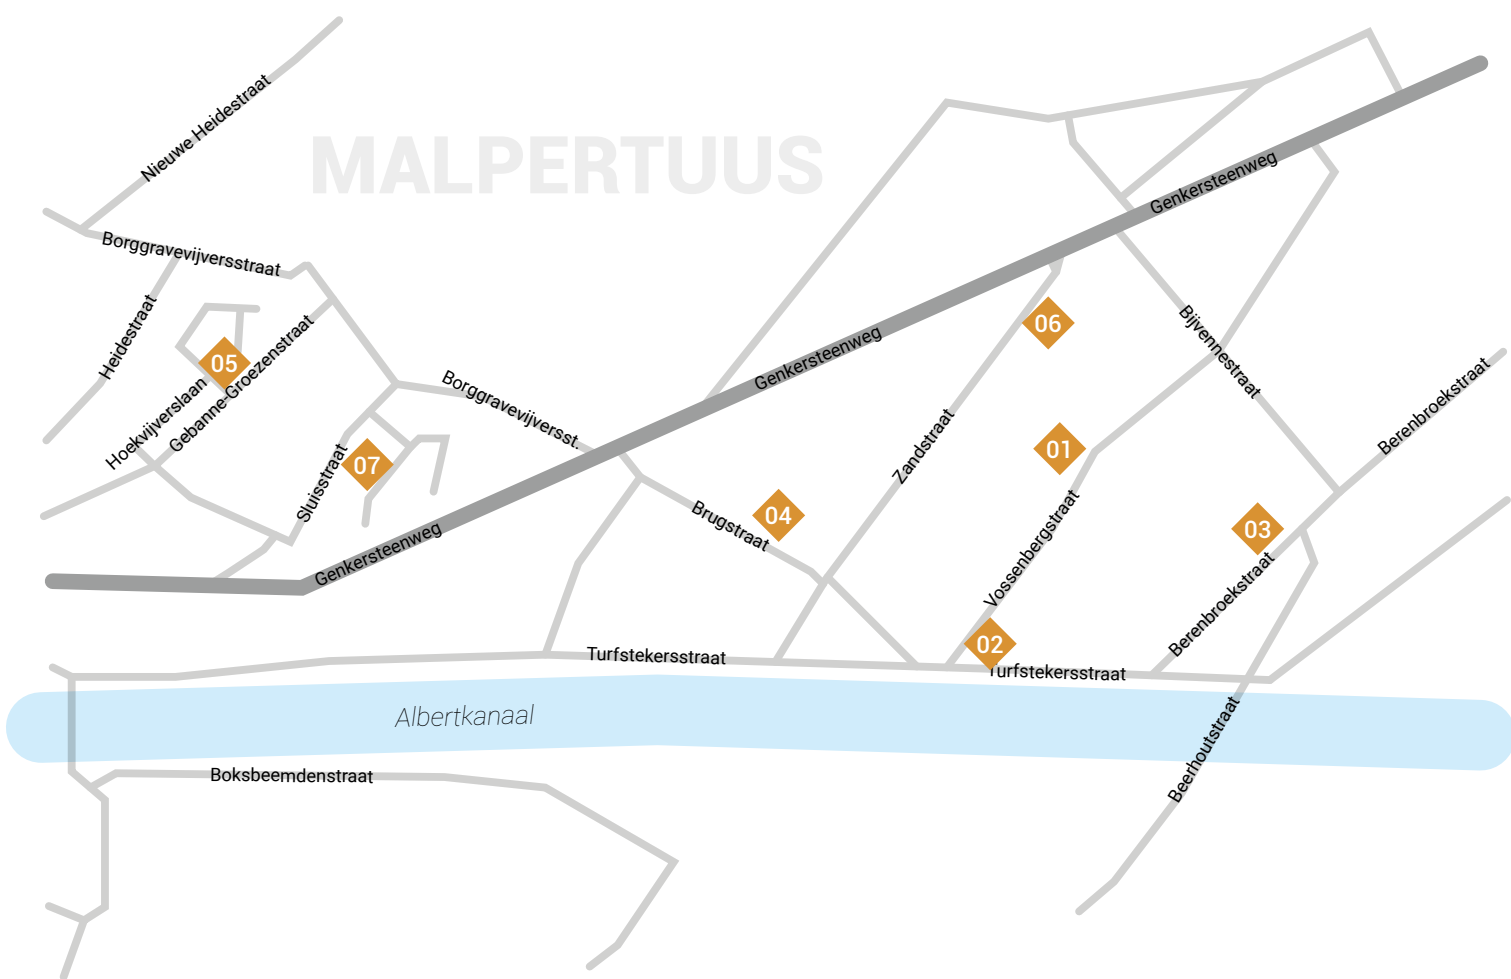 Nieuwe Heidestraat
MALPERTUUS
Genkersteenweg
Borggravevijversstraat
Heidestraat
06
Bijvennestraat
05
Genkersteenweg
Hoekvijverslaan
Gebanne-Groezenstraat
Borggravevijversst.
Berenbroekstraat
Zandstraat
01
07
Sluisstraat
04
Brugstraat
03
Vossenbergstraat
Genkersteenweg
Berenbroekstraat
02
Turfstekersstraat
Turfstekersstraat
Albertkanaal
Beerhoutstraat
Boksbeemdenstraat